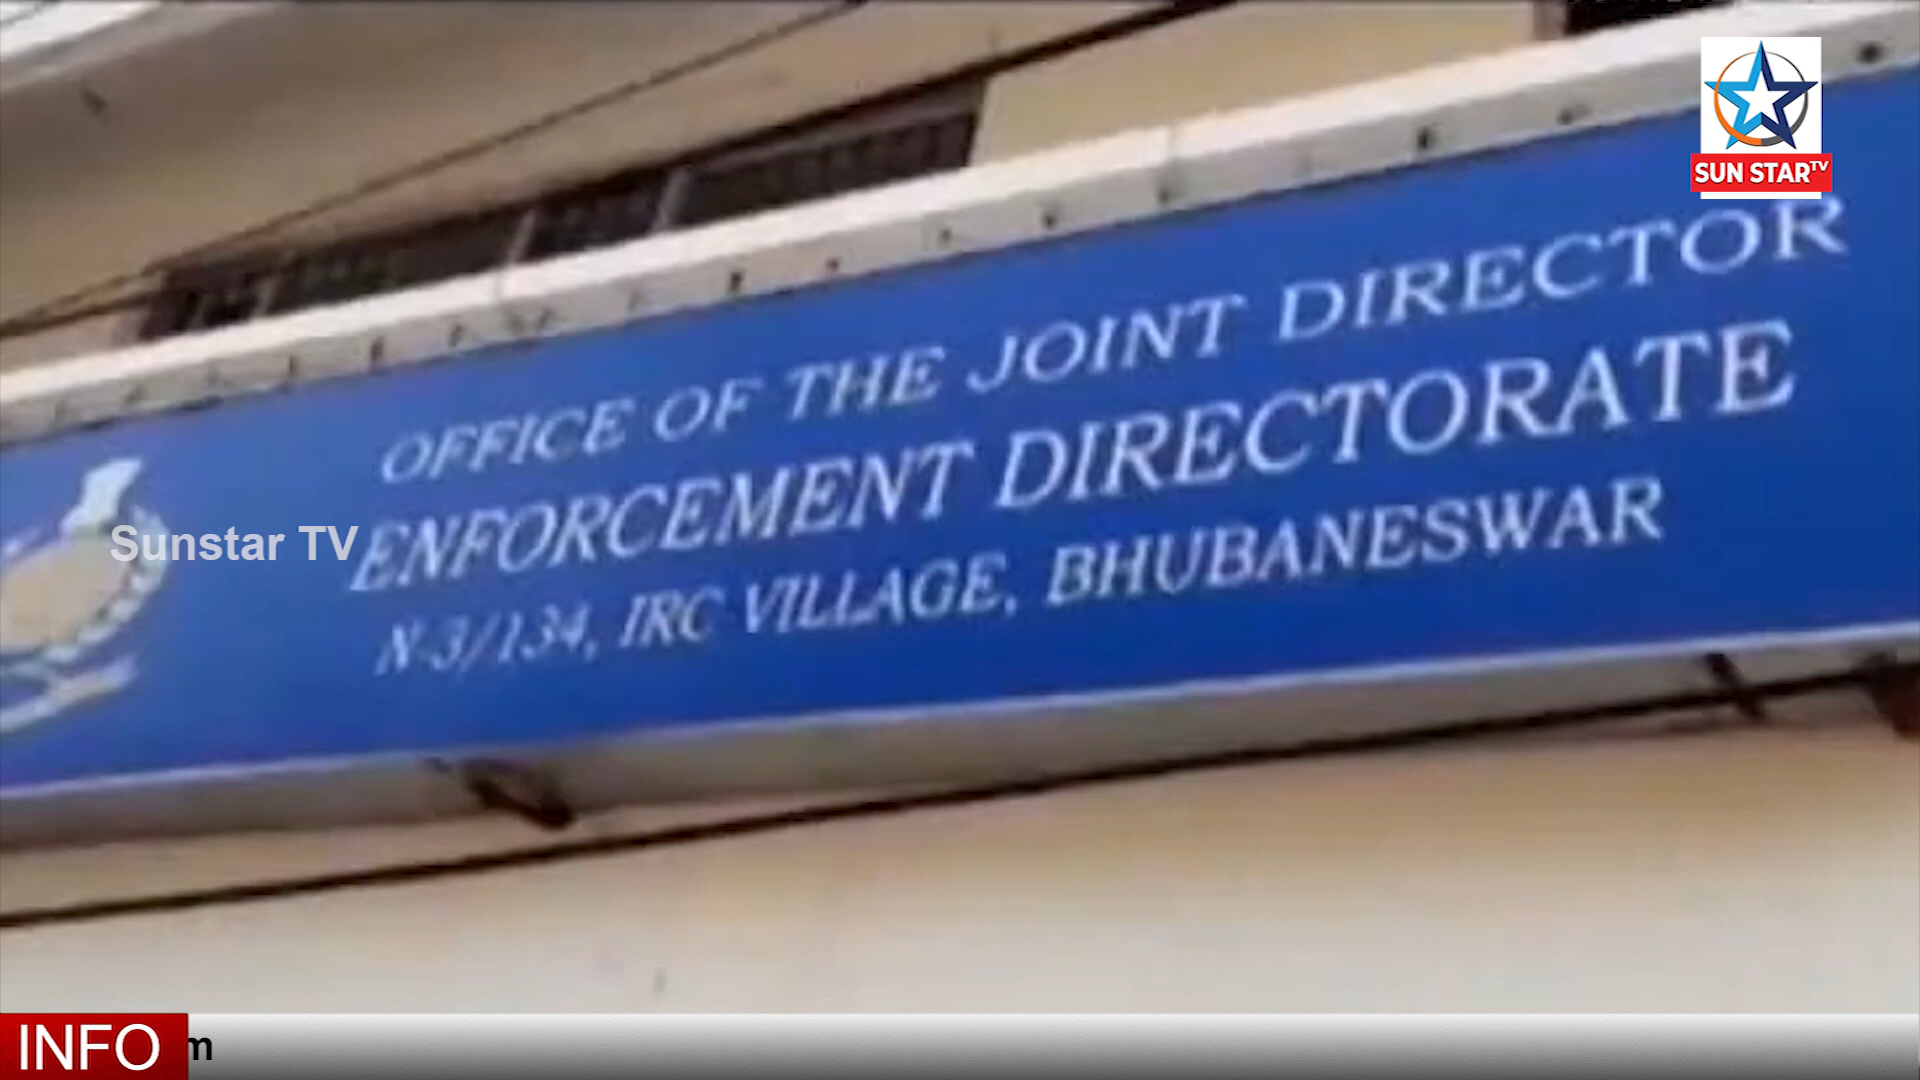 SUN STAR TV
OFFICE OF THE JOINT DIRECTOR
ENFORCEMENT DIRECTORATE
N-3/134, IRC VILLAGE, BHUBANESWAR
Sunstar TV
INFO m